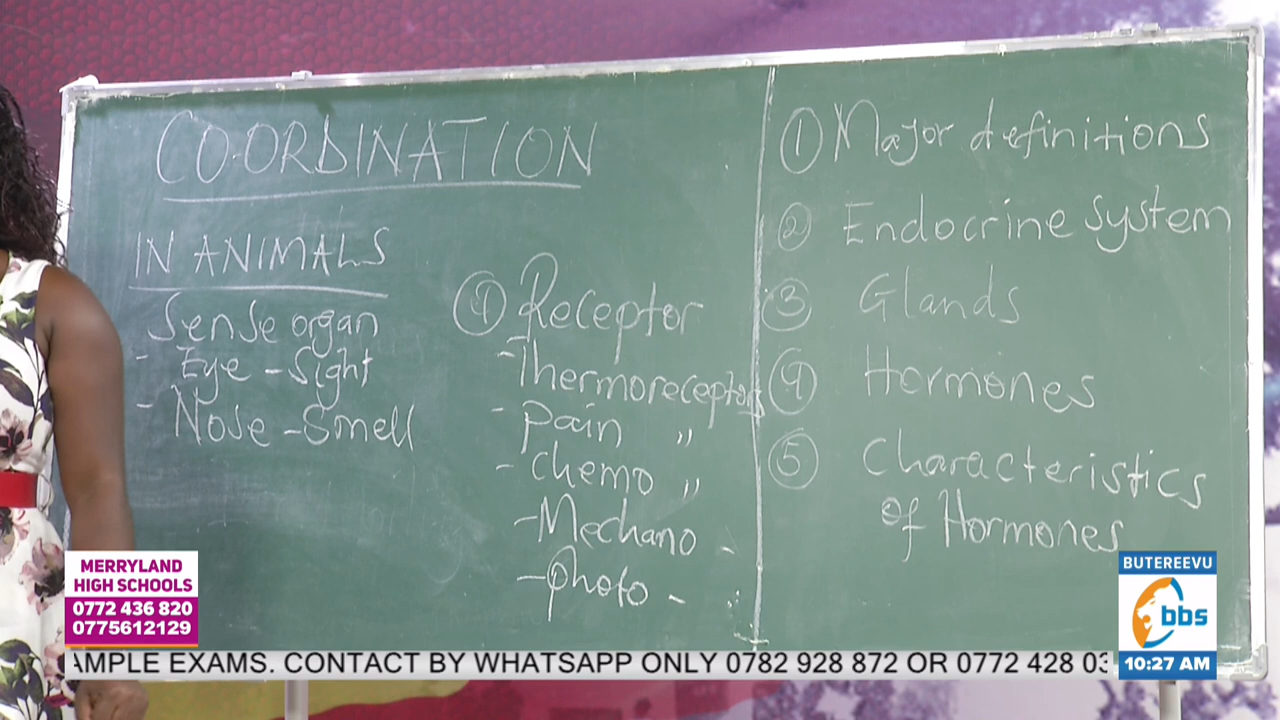 CO-ORDINATION
IN ANIMALS
Sense organ
- Eye - Sight
- Nose - Smell
① Receptor
- Thermoreceptors
- Pain "
- Chemo "
- Mechano -
- photo -
① Major definitions
② Endocrine system
③ Glands
④ Hormones
⑤ Characteristics
of Hormones
MERRYLAND
HIGH SCHOOLS
0772 436 820
0775612129
BUTEREEVU
bbs
10:27 AM
AMPLE EXAMS. CONTACT BY WHATSAPP ONLY 0782 928 872 OR 0772 428 03